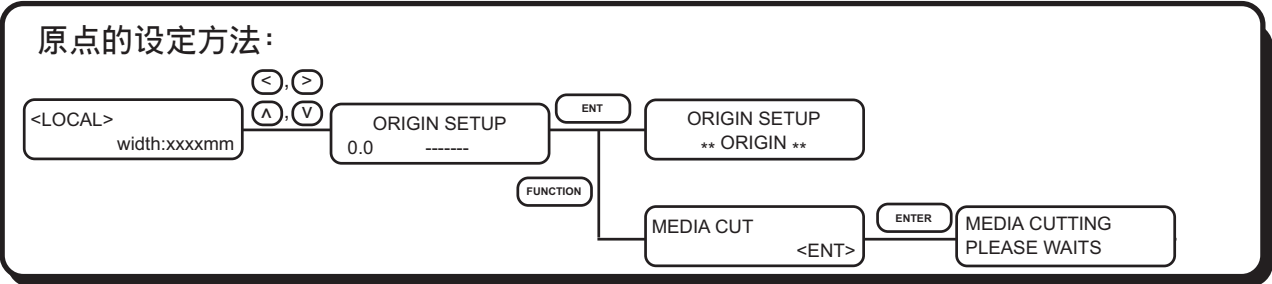 原点的设定方法:
<LOCAL>
width:xxxxmm
<,>
∧,∨
ORIGIN SETUP
0.0 -------
ENT
ORIGIN SETUP
** ORIGIN **
FUNCTION
MEDIA CUT
<ENT>
ENTER
MEDIA CUTTING
PLEASE WAITS